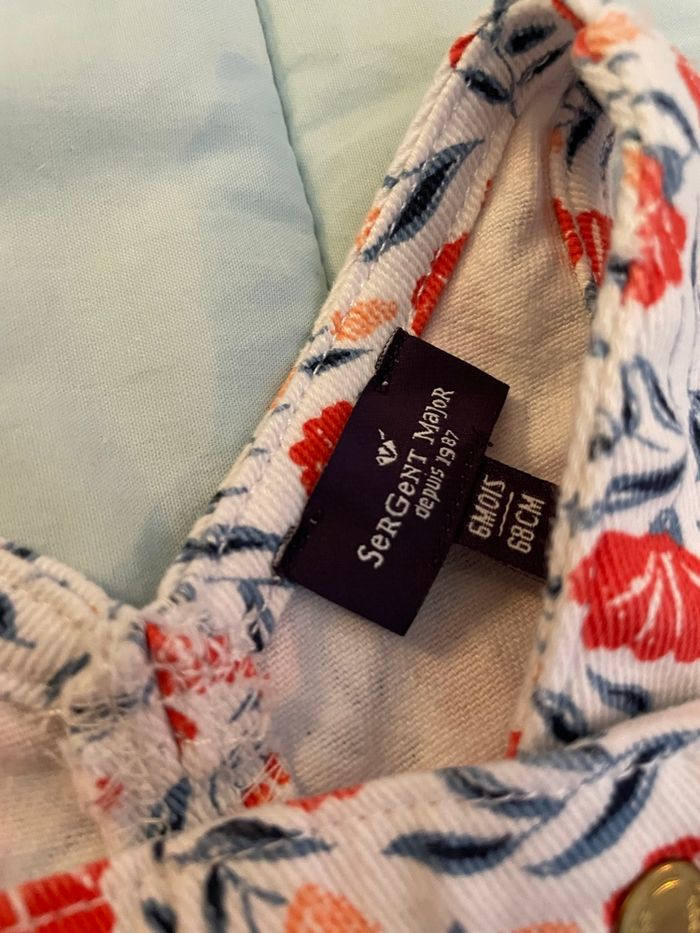 SerGent Major
depuis 1987
6MOIS
68CM